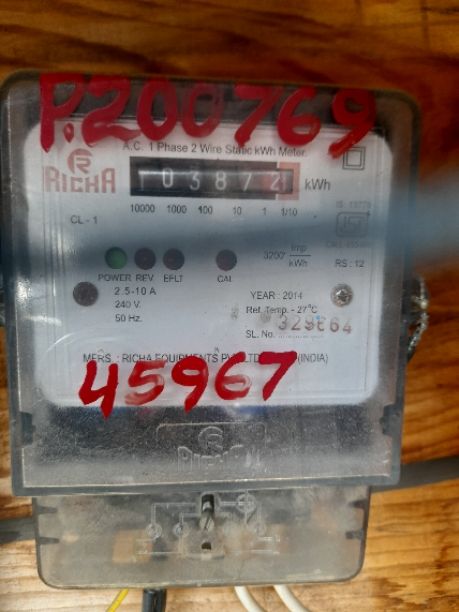 P.200769
A.C. 1 Phase 2 Wire Static kWh Meter.
RICHA
103872 kWh
10000 1000 100 10 1 1/10
CL - 1
3200 imp/kWh
RS : 12
POWER REV EFLT CAL
2.5-10 A
240 V.
50 Hz.
YEAR : 2014
Ref. Temp. - 27°C
SL. No.
MFRS : RICHA EQUIPMENTS (INDIA)
45967
RICHA